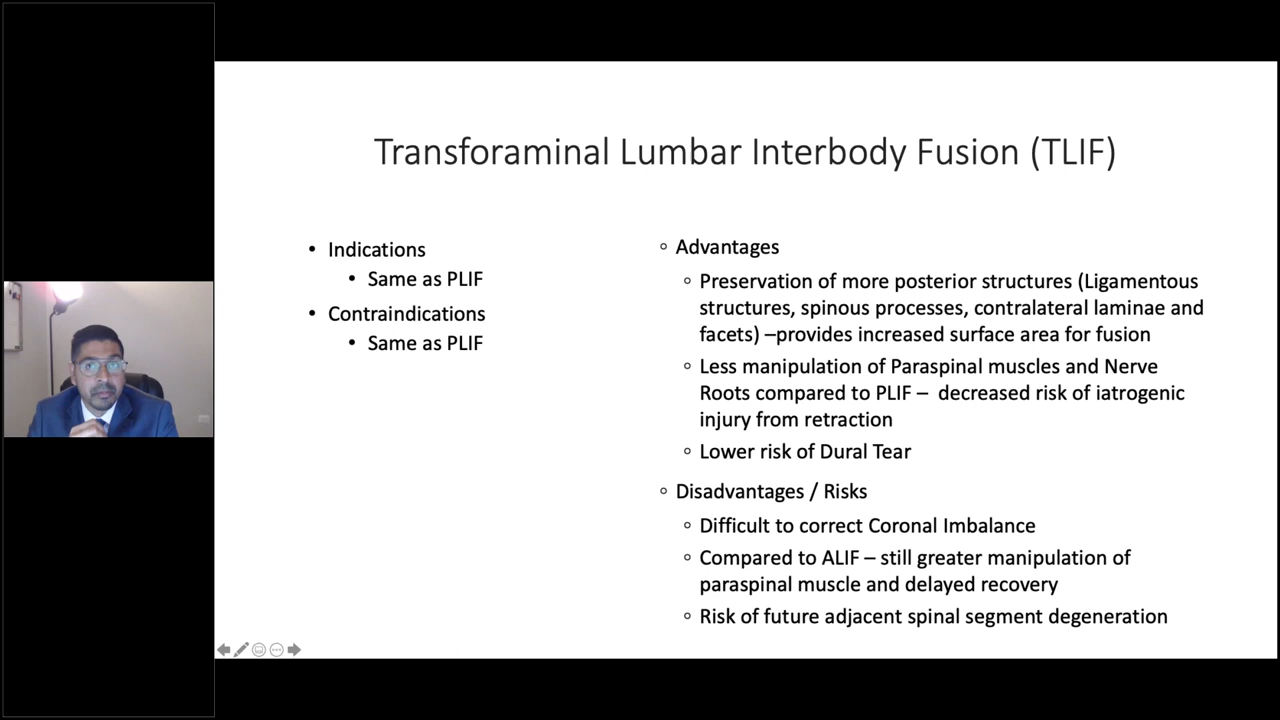 Transforaminal Lumbar Interbody Fusion (TLIF)
• Indications
• Same as PLIF
• Contraindications
• Same as PLIF
◦ Advantages
◦ Preservation of more posterior structures (Ligamentous
structures, spinous processes, contralateral laminae and
facets) –provides increased surface area for fusion
◦ Less manipulation of Paraspinal muscles and Nerve
Roots compared to PLIF – decreased risk of iatrogenic
injury from retraction
◦ Lower risk of Dural Tear
◦ Disadvantages / Risks
◦ Difficult to correct Coronal Imbalance
◦ Compared to ALIF – still greater manipulation of
paraspinal muscle and delayed recovery
◦ Risk of future adjacent spinal segment degeneration